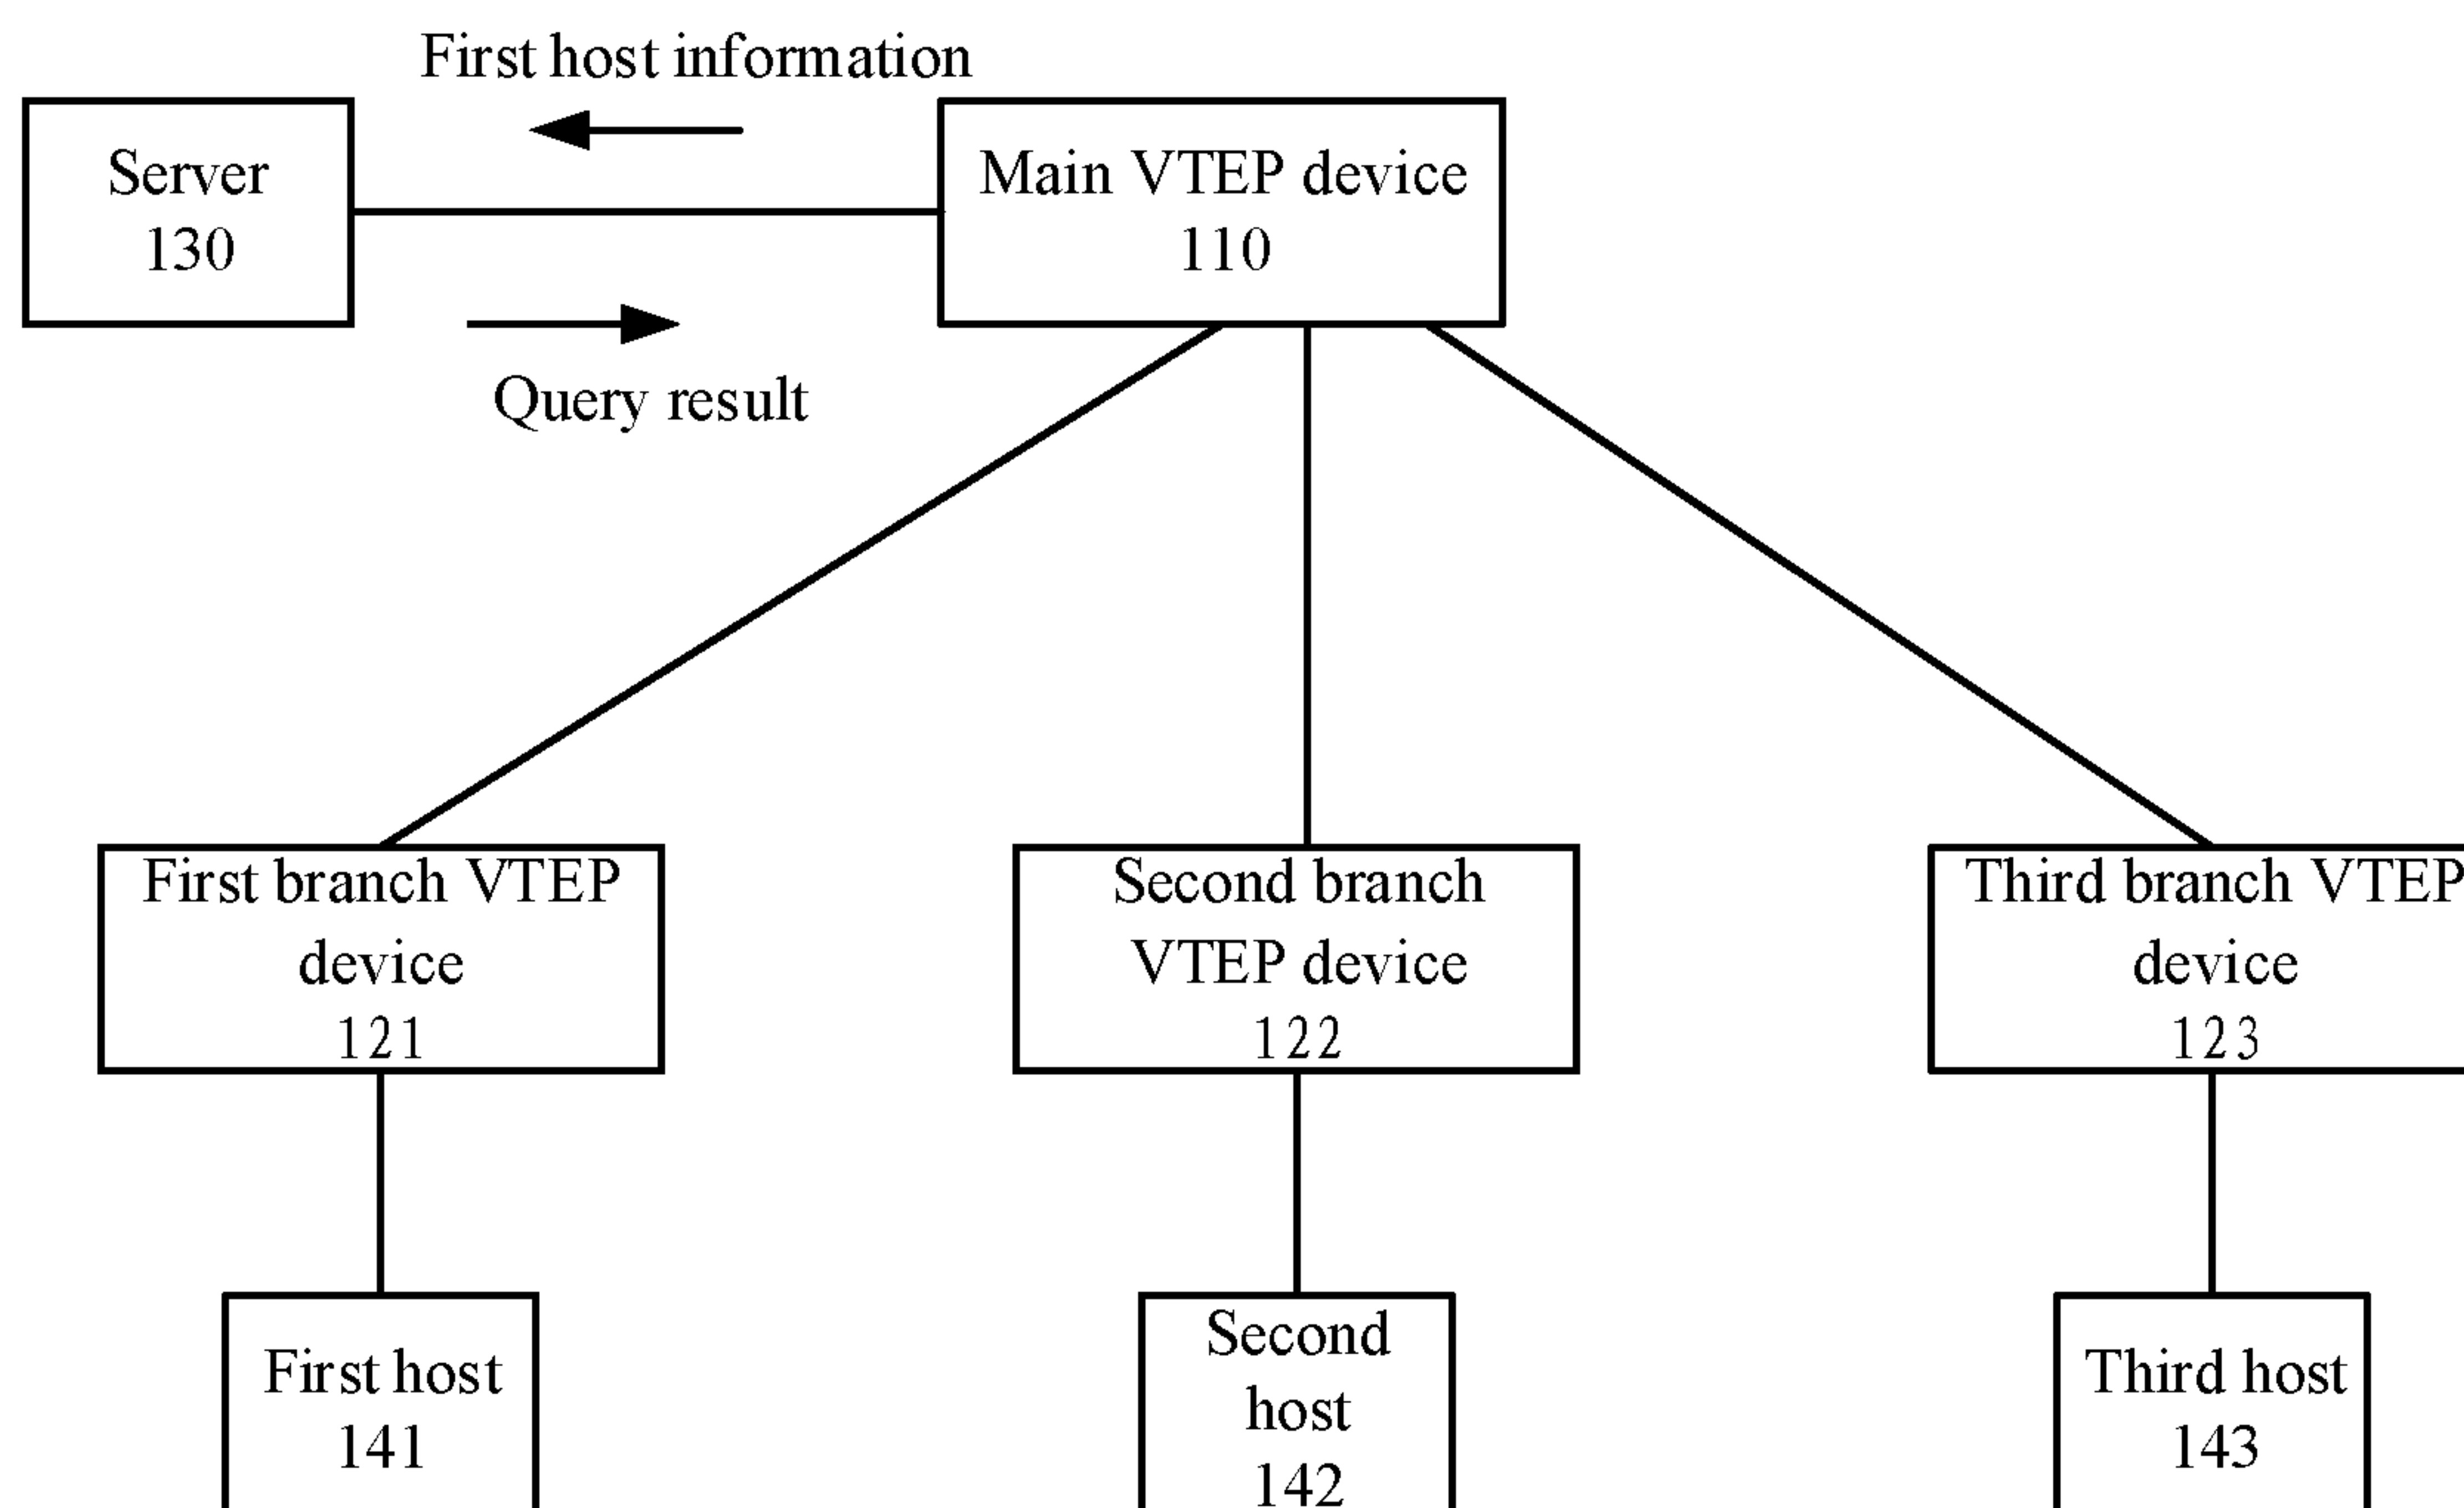 First host information
Server
130
Main VTEP device
110
Query result
First branch VTEP
device
121
Second branch
VTEP device
122
Third branch VTEP
device
123
First host
141
Second
host
142
Third host
143